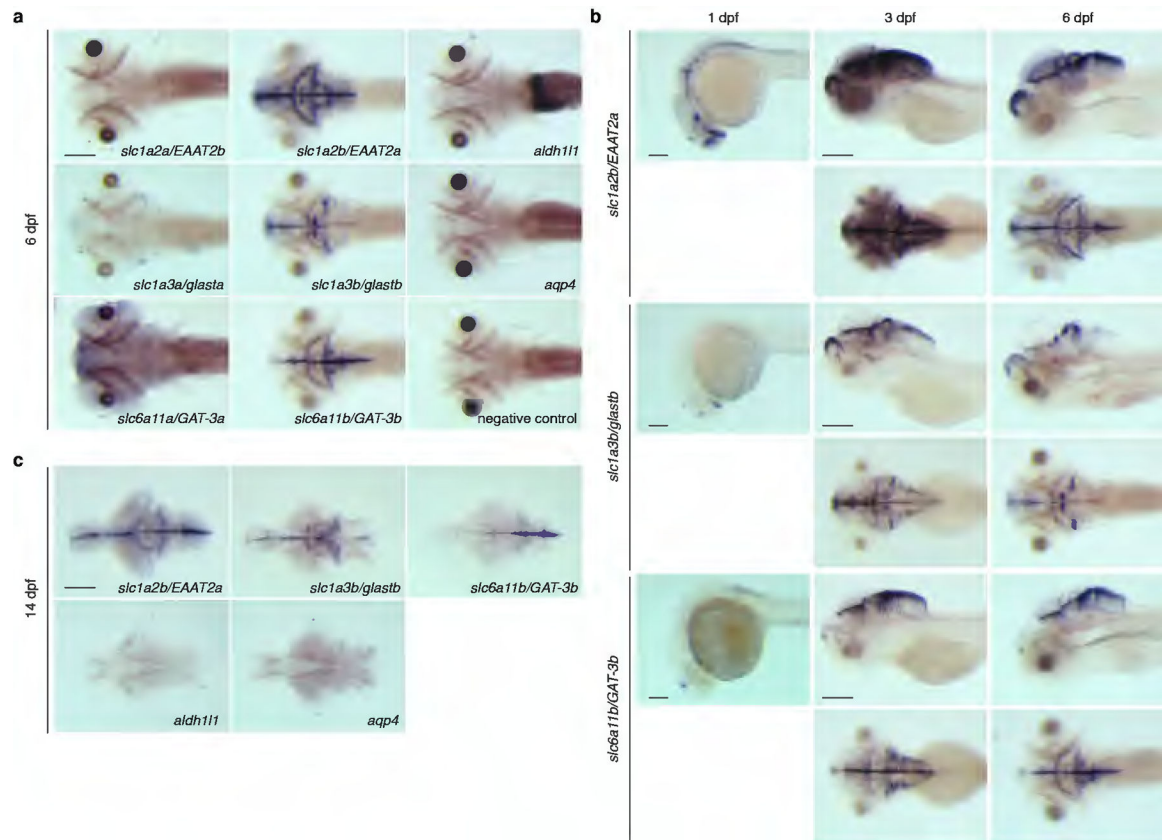 a
6 dpf
slc1a2a/EAAT2b
slc1a2b/EAAT2a
aldh1l1
slc1a3a/glasta
slc1a3b/glastb
aqp4
slc6a11a/GAT-3a
slc6a11b/GAT-3b
negative control
b
1 dpf
3 dpf
6 dpf
slc1a2b/EAAT2a
slc1a3b/glastb
slc6a11b/GAT-3b
c
14 dpf
slc1a2b/EAAT2a
slc1a3b/glastb
slc6a11b/GAT-3b
aldh1l1
aqp4